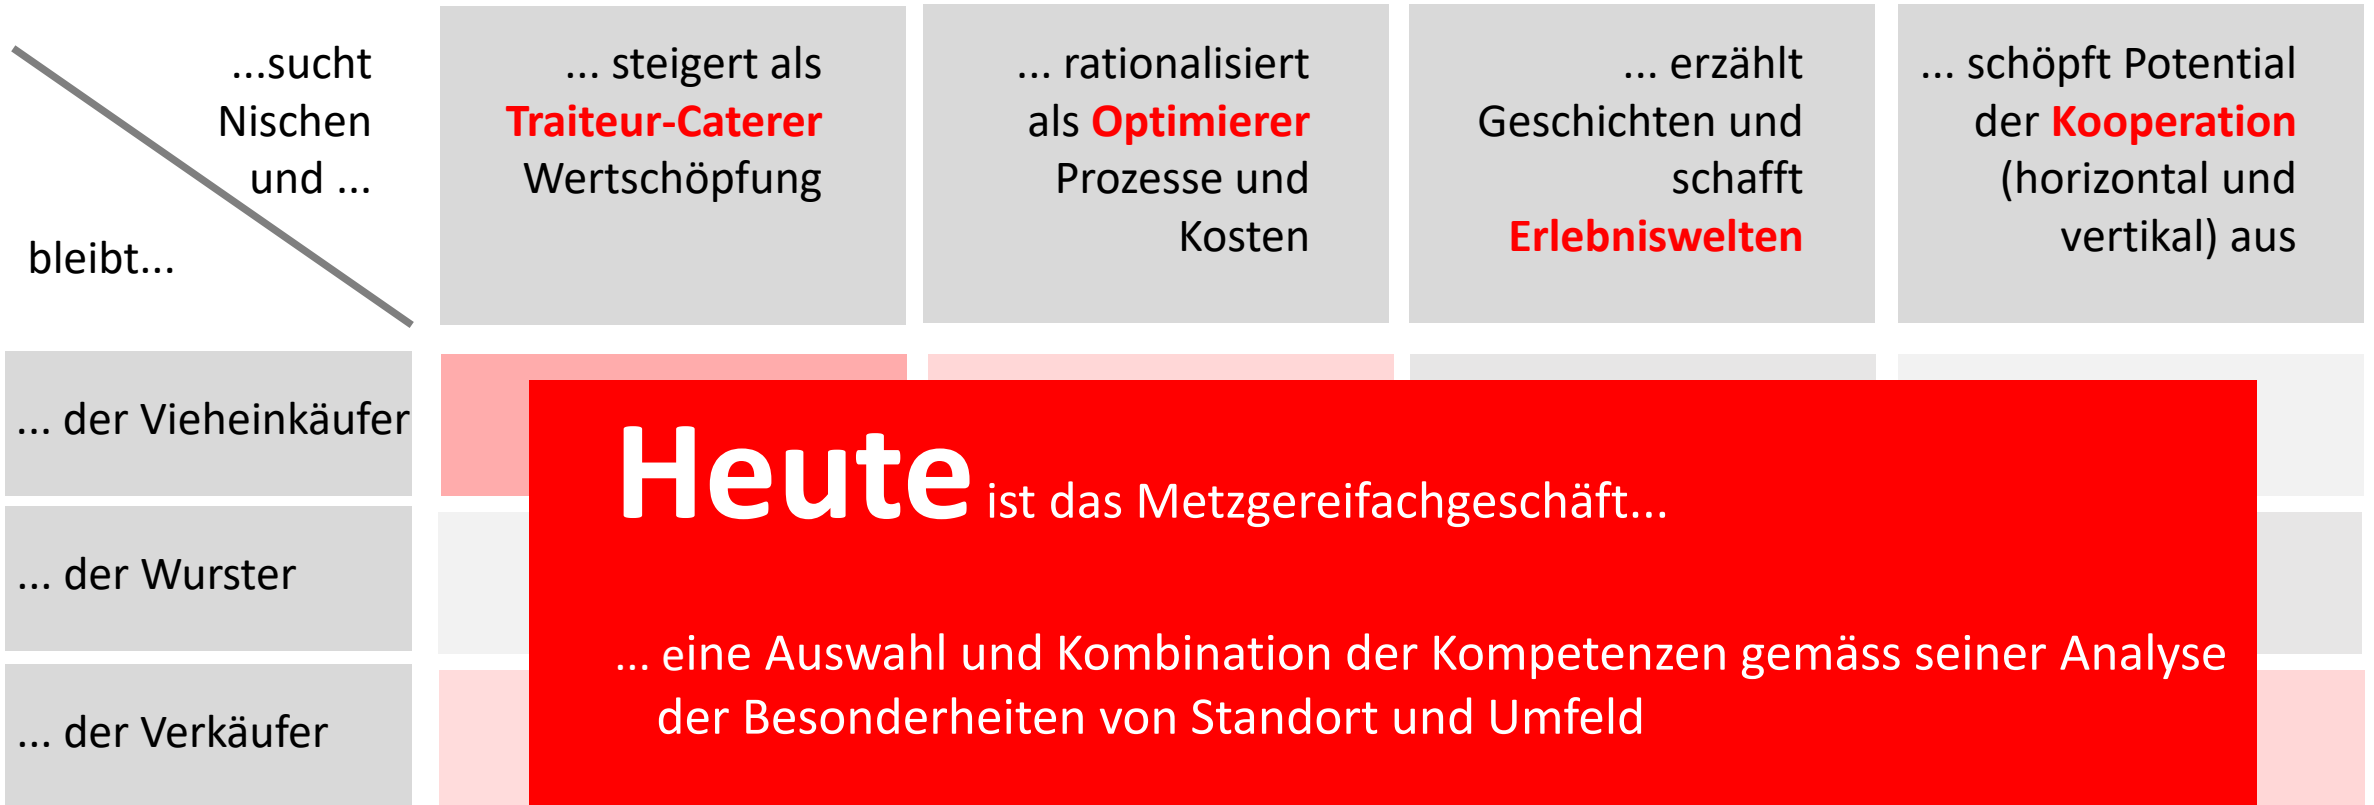 ...sucht
Nischen
und ...
bleibt...
... steigert als
Traiteur-Caterer
Wertschöpfung
... rationalisiert
als Optimierer
Prozesse und
Kosten
... erzählt
Geschichten und
schafft
Erlebniswelten
... schöpft Potential
der Kooperation
(horizontal und
vertikal) aus
... der Vieheinkäufer
... der Wurster
... der Verkäufer
Heute ist das Metzgereifachgeschäft...
... eine Auswahl und Kombination der Kompetenzen gemäss seiner Analyse
der Besonderheiten von Standort und Umfeld